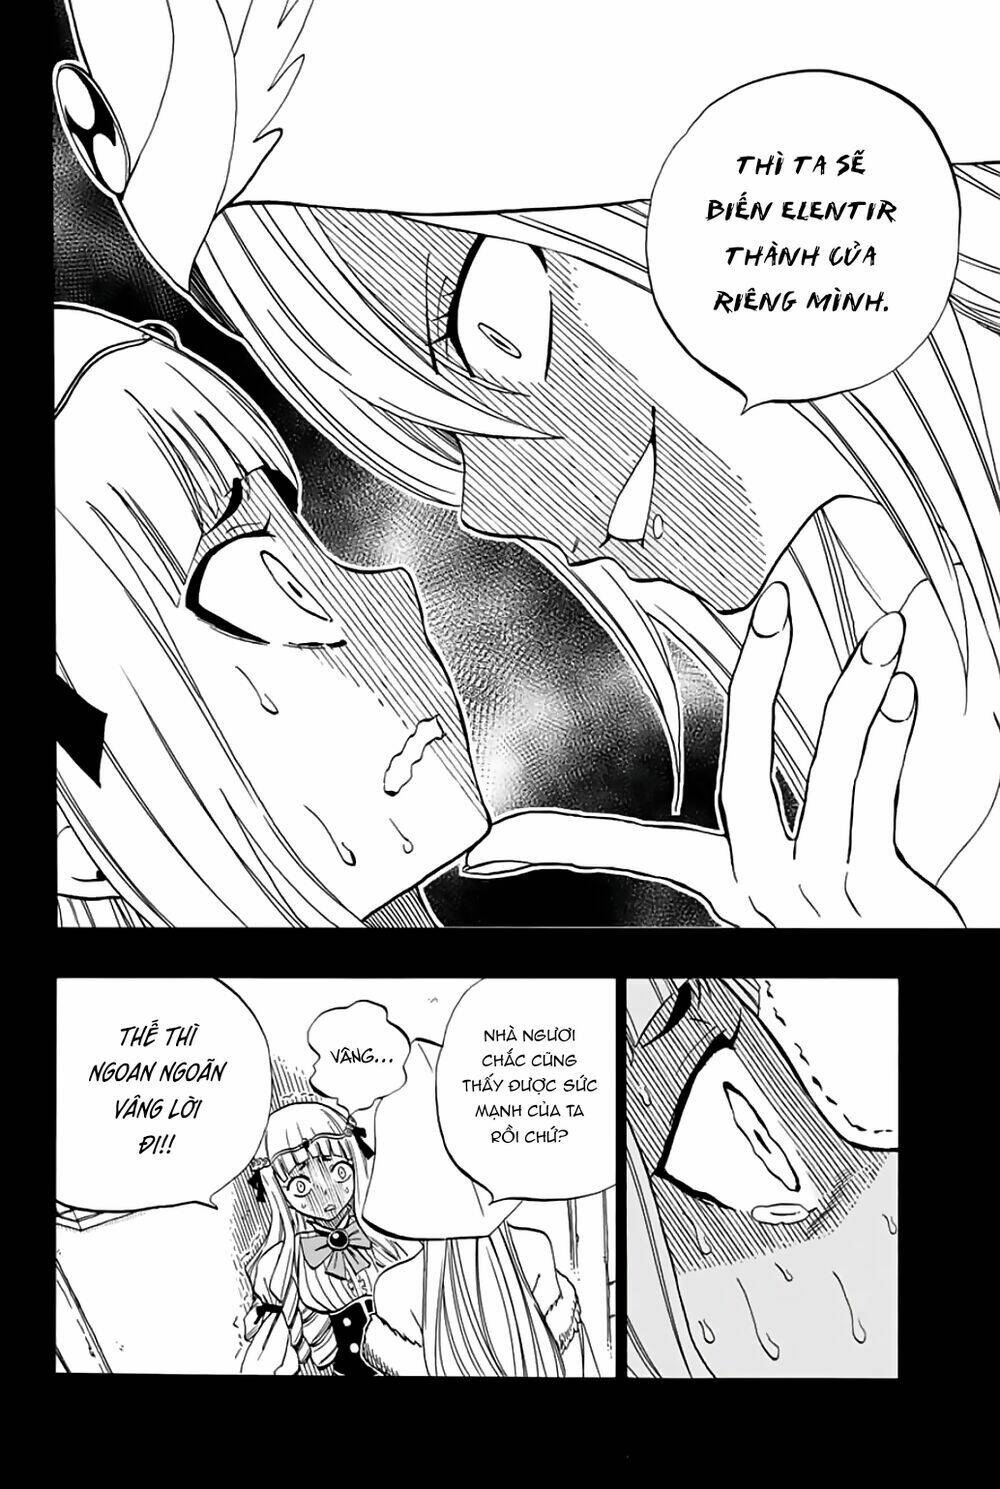 THÌ TA SẼ
BIẾN ELENTIR
THÀNH CỦA
RIÊNG MÌNH.
NHÀ NGƯƠI
CHẮC CŨNG
THẤY ĐƯỢC SỨC
MẠNH CỦA TA
RỒI CHỨ?
VÂNG...
THẾ THÌ
NGOAN NGOÃN
VÂNG LỜI
ĐI!!